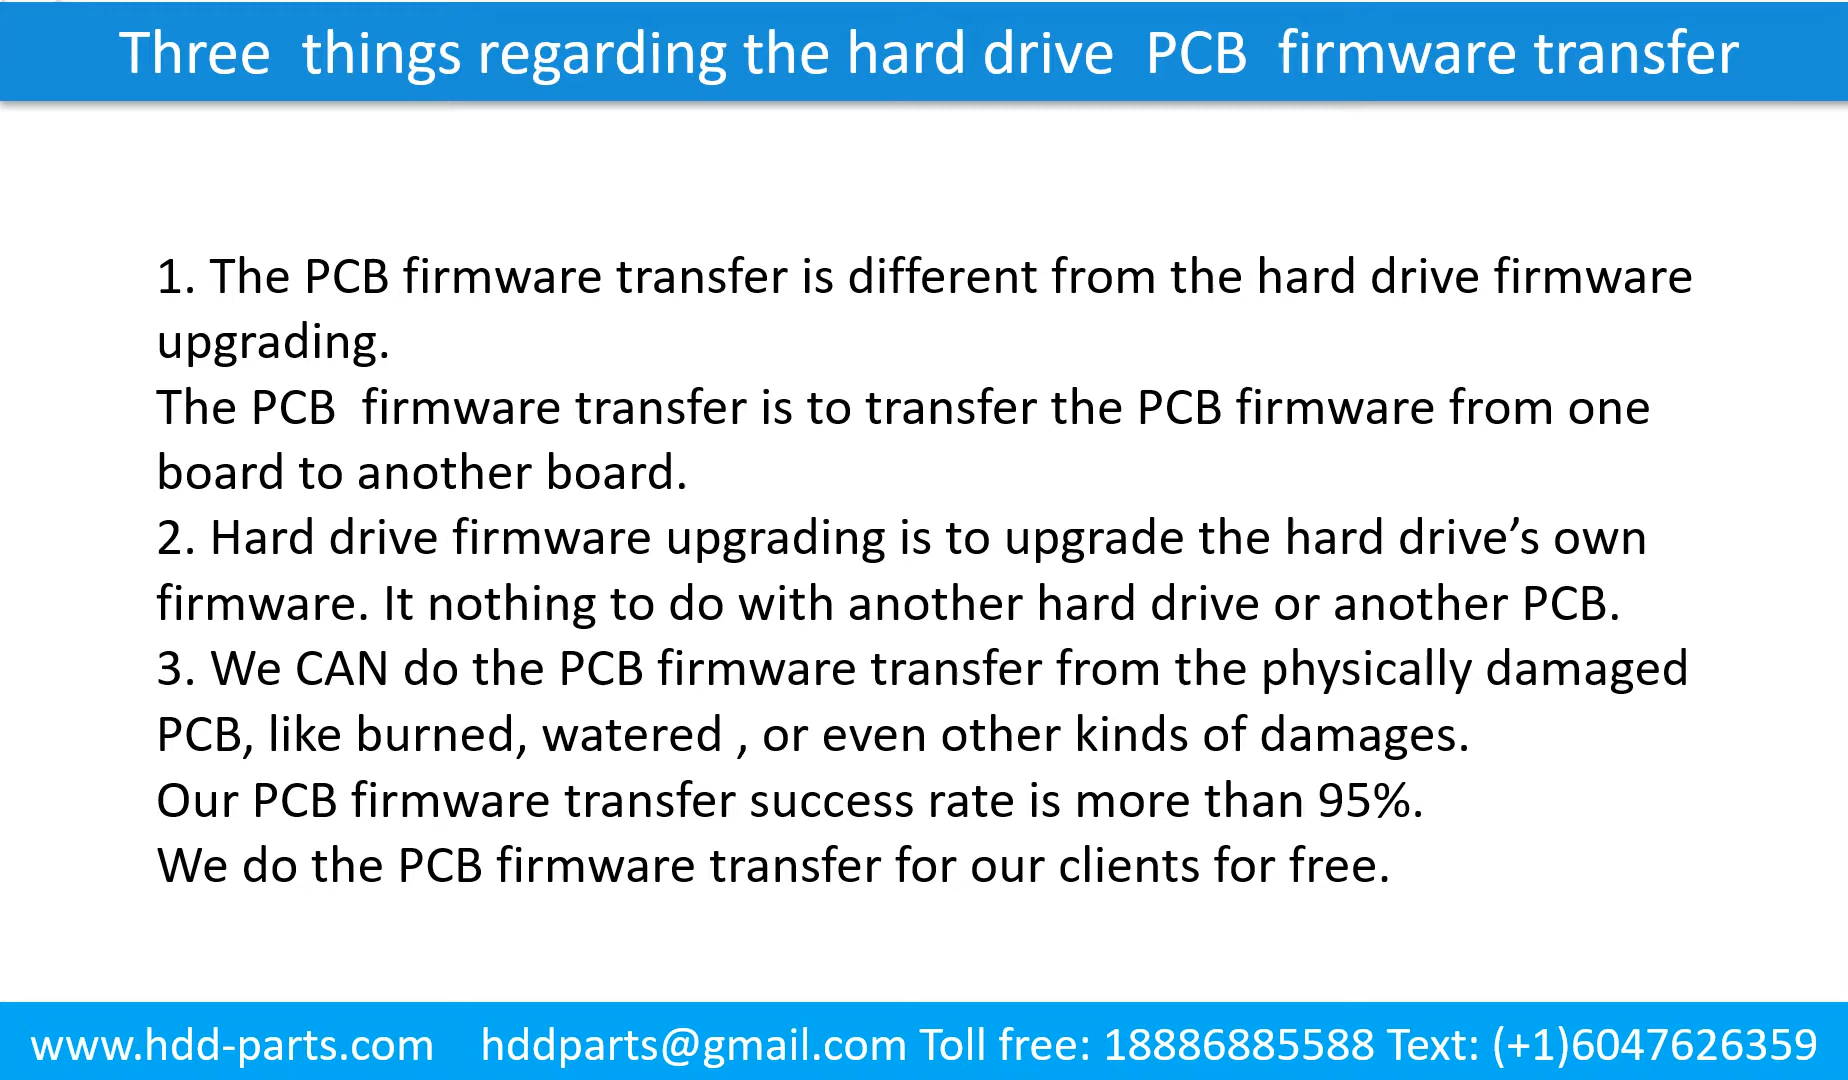 Three things regarding the hard drive PCB firmware transfer
1. The PCB firmware transfer is different from the hard drive firmware
upgrading.
The PCB firmware transfer is to transfer the PCB firmware from one
board to another board.
2. Hard drive firmware upgrading is to upgrade the hard drive’s own
firmware. It nothing to do with another hard drive or another PCB.
3. We CAN do the PCB firmware transfer from the physically damaged
PCB, like burned, watered , or even other kinds of damages.
Our PCB firmware transfer success rate is more than 95%.
We do the PCB firmware transfer for our clients for free.
www.hdd-parts.com hddparts@gmail.com Toll free: 18886885588 Text: (+1)6047626359